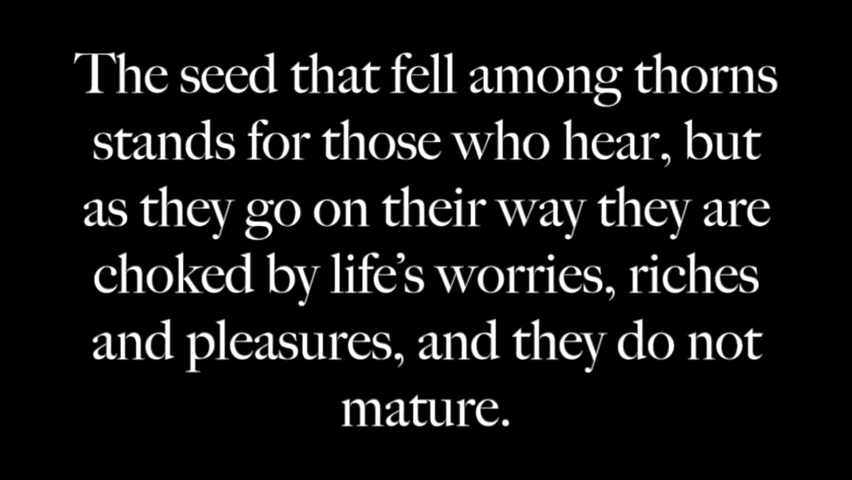 The seed that fell among thorns
stands for those who hear, but
as they go on their way they are
choked by life’s worries, riches
and pleasures, and they do not
mature.